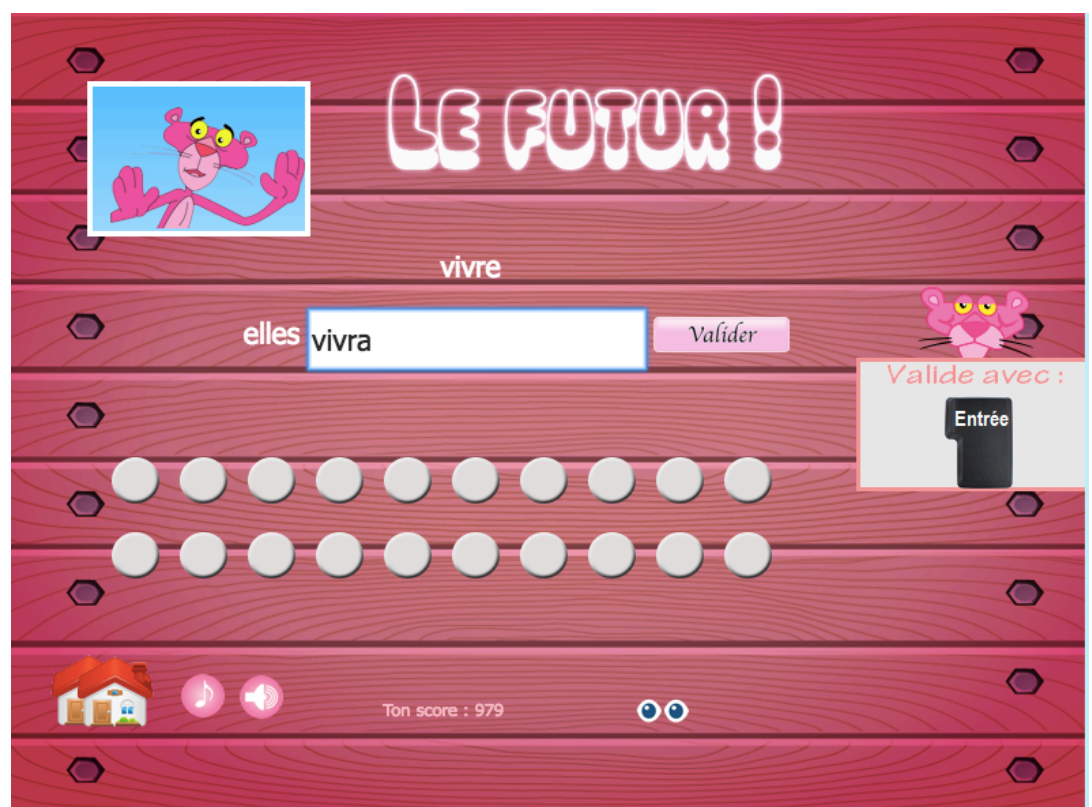 Le futur !
vivre
elles vivra Valider
Valide avec :
Entrée
Ton score : 979